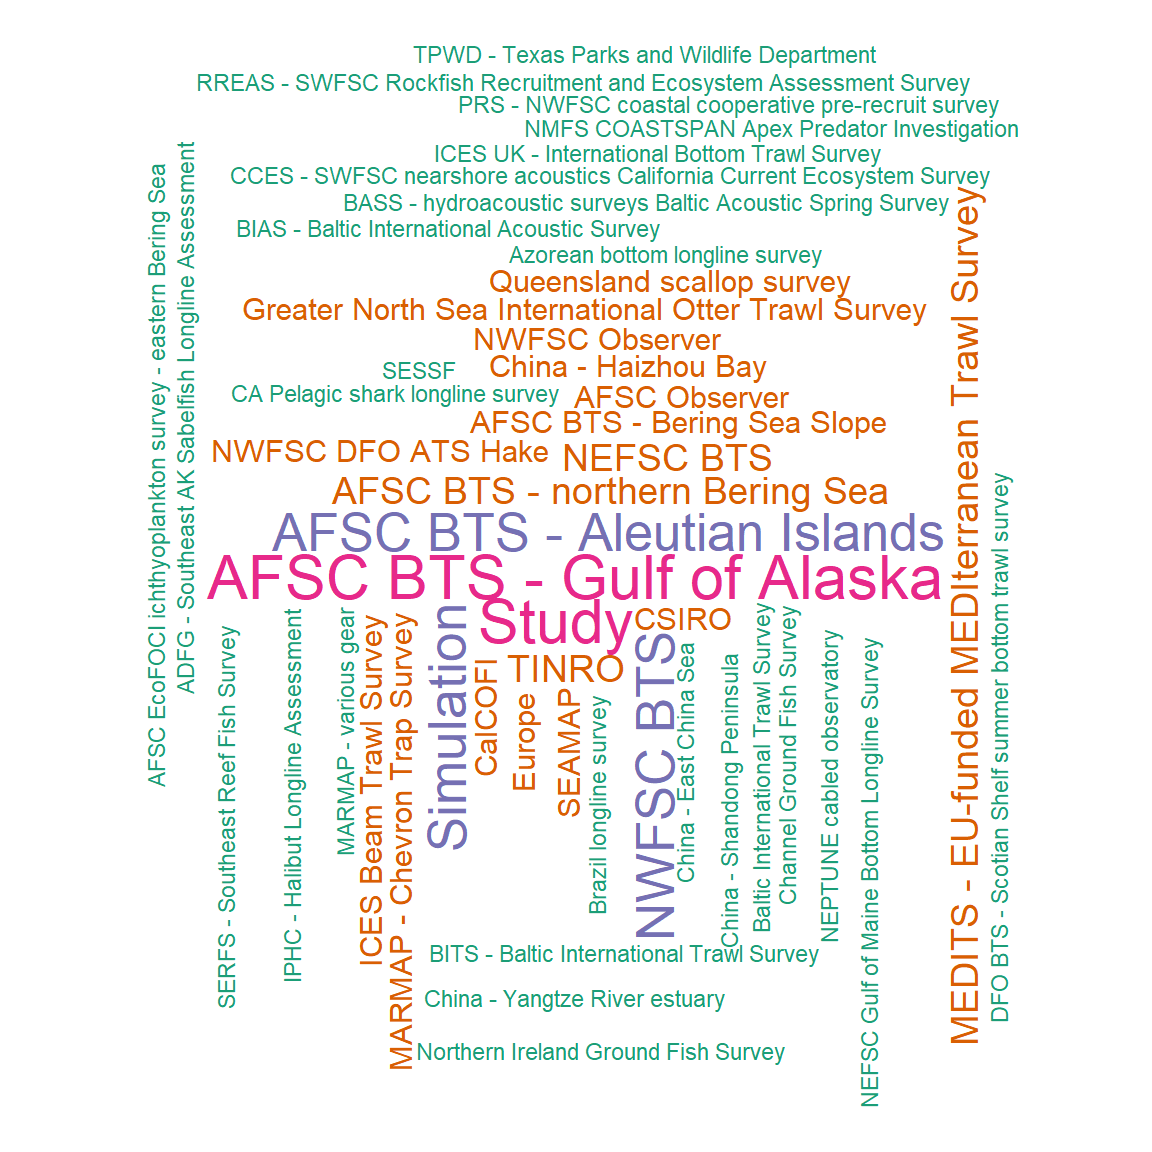 TPWD - Texas Parks and Wildlife Department
RREAS - SWFSC Rockfish Recruitment and Ecosystem Assessment Survey
PRS - NWFSC coastal cooperative pre-recruit survey
NMFS COASTSPAN Apex Predator Investigation
ICES UK - International Bottom Trawl Survey
CCES - SWFSC nearshore acoustics California Current Ecosystem Survey
BASS - hydroacoustic surveys Baltic Acoustic Spring Survey
BIAS - Baltic International Acoustic Survey
Azorean bottom longline survey
Queensland scallop survey
Greater North Sea International Otter Trawl Survey
NWFSC Observer
SESSF
China - Haizhou Bay
CA Pelagic shark longline survey
AFSC Observer
AFSC BTS - Bering Sea Slope
NWFSC DFO ATS Hake
NEFSC BTS
AFSC BTS - northern Bering Sea
AFSC BTS - Aleutian Islands
AFSC BTS - Gulf of Alaska
Study
CSIRO
TINRO
AFSC EcoFOCI ichthyoplankton survey - eastern Bering Sea
ADFG - Southeast AK Sabelfish Longline Assessment
SERFS - Southeast Reef Fish Survey
IPHC - Halibut Longline Assessment
MARMAP - various gear
ICES Beam Trawl Survey
MARMAP - Chevron Trap Survey
Simulation
CalCOFI
Europe
SEAMAP
Brazil longline survey
NWFSC BTS
China - East China Sea
China - Shandong Peninsula
Baltic International Trawl Survey
Channel Ground Fish Survey
NEPTUNE cabled observatory
NEFSC Gulf of Maine Bottom Longline Survey
MEDITS - EU-funded MEDIterranean Trawl Survey
DFO BTS - Scotian Shelf summer bottom trawl survey
BITS - Baltic International Trawl Survey
China - Yangtze River estuary
Northern Ireland Ground Fish Survey